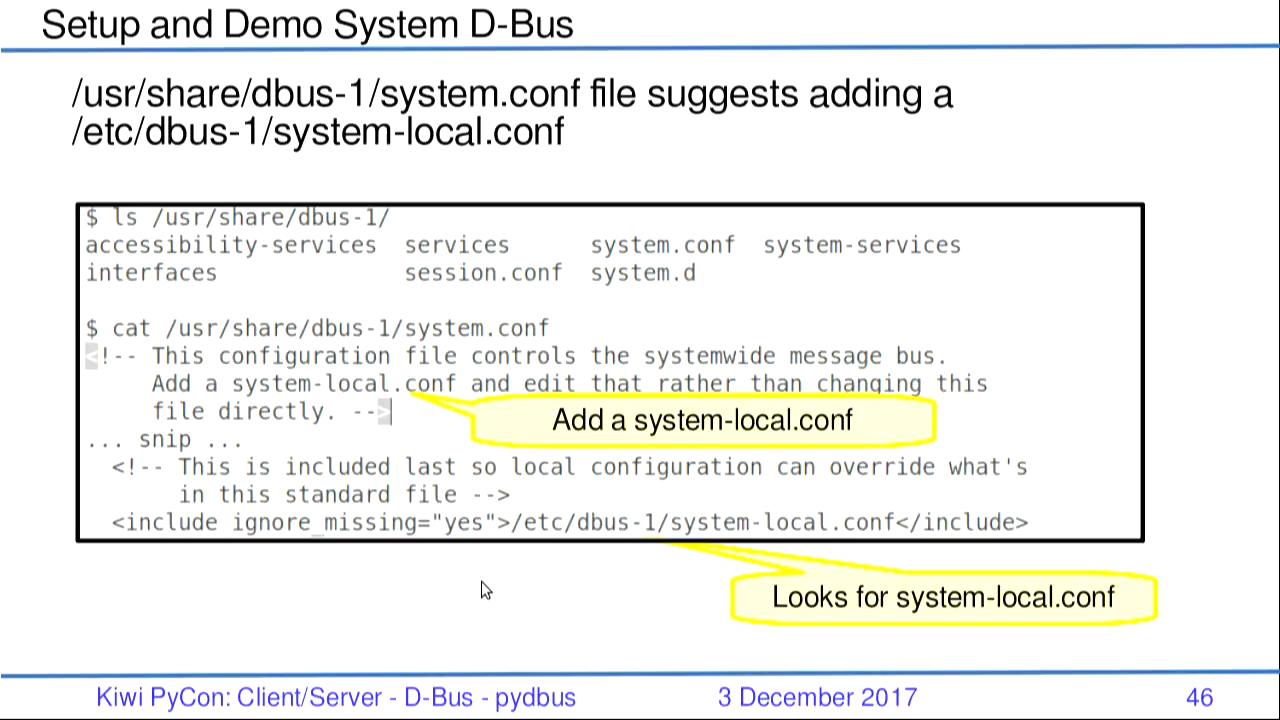 Setup and Demo System D-Bus
/usr/share/dbus-1/system.conf file suggests adding a
/etc/dbus-1/system-local.conf
$ ls /usr/share/dbus-1/
accessibility-services  services      system.conf  system-services
interfaces              session.conf  system.d
$ cat /usr/share/dbus-1/system.conf
<!-- This configuration file controls the systemwide message bus.
     Add a system-local.conf and edit that rather than changing this
     file directly. -->
Add a system-local.conf
... snip ...
  <!-- This is included last so local configuration can override what's
       in this standard file -->
  <include ignore_missing="yes">/etc/dbus-1/system-local.conf</include>
Looks for system-local.conf
Kiwi PyCon: Client/Server - D-Bus - pydbus 3 December 2017 46